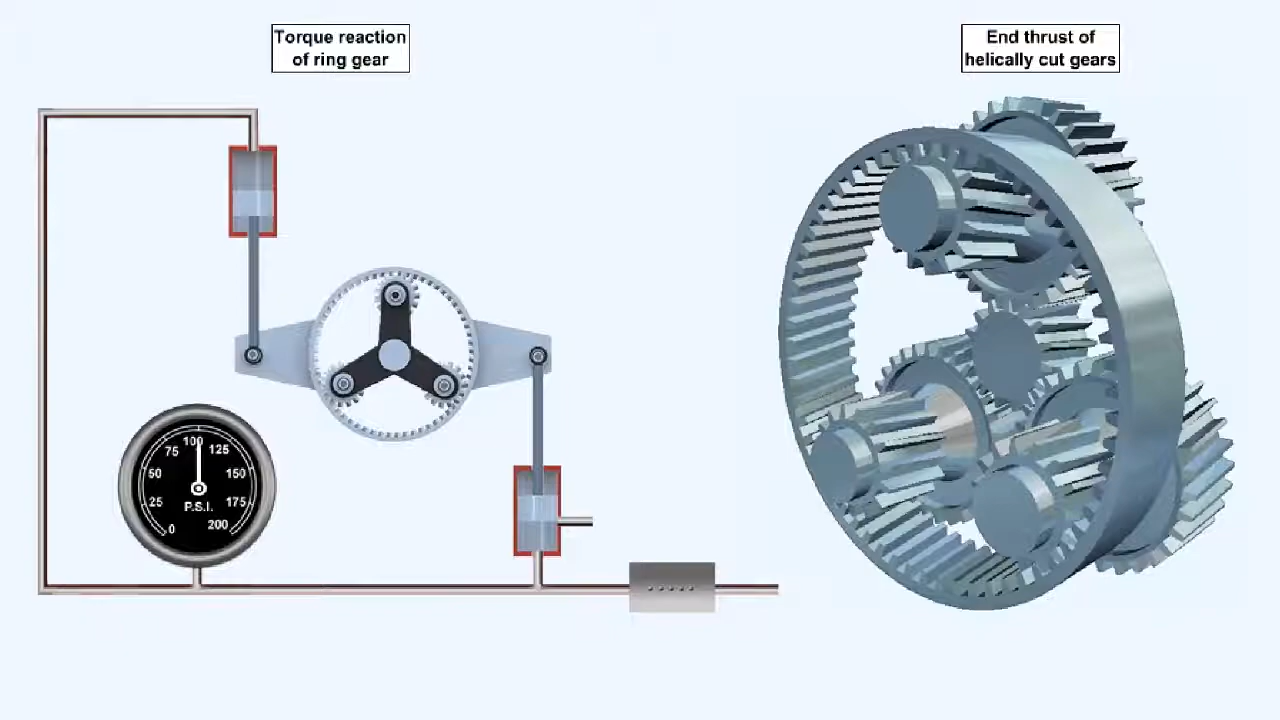 Torque reaction
of ring gear
End thrust of
helically cut gears
0
25
50
75
100
125
150
175
200
P.S.I.